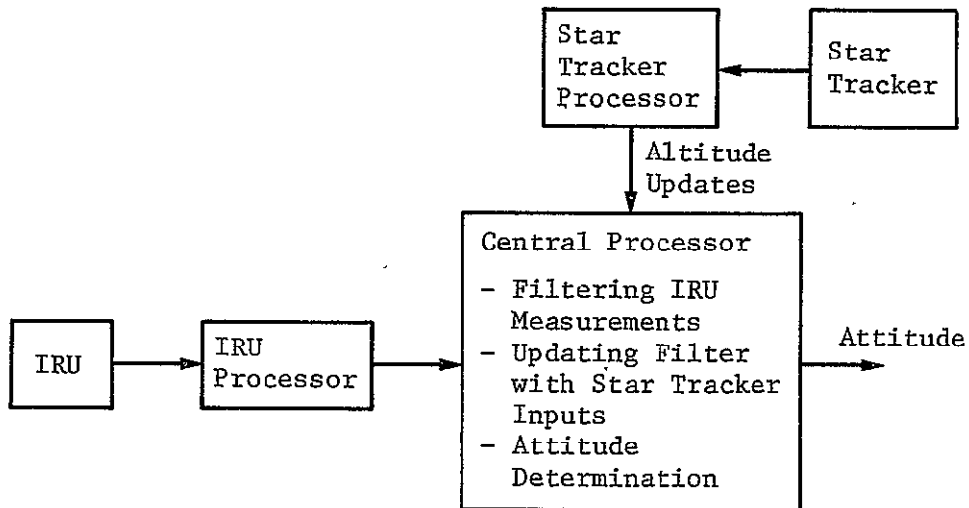 Star
Tracker
Processor
Star
Tracker
Altitude
Updates
Central Processor
- Filtering IRU
Measurements
- Updating Filter
with Star Tracker
Inputs
- Attitude
Determination
IRU
IRU
Processor
Attitude